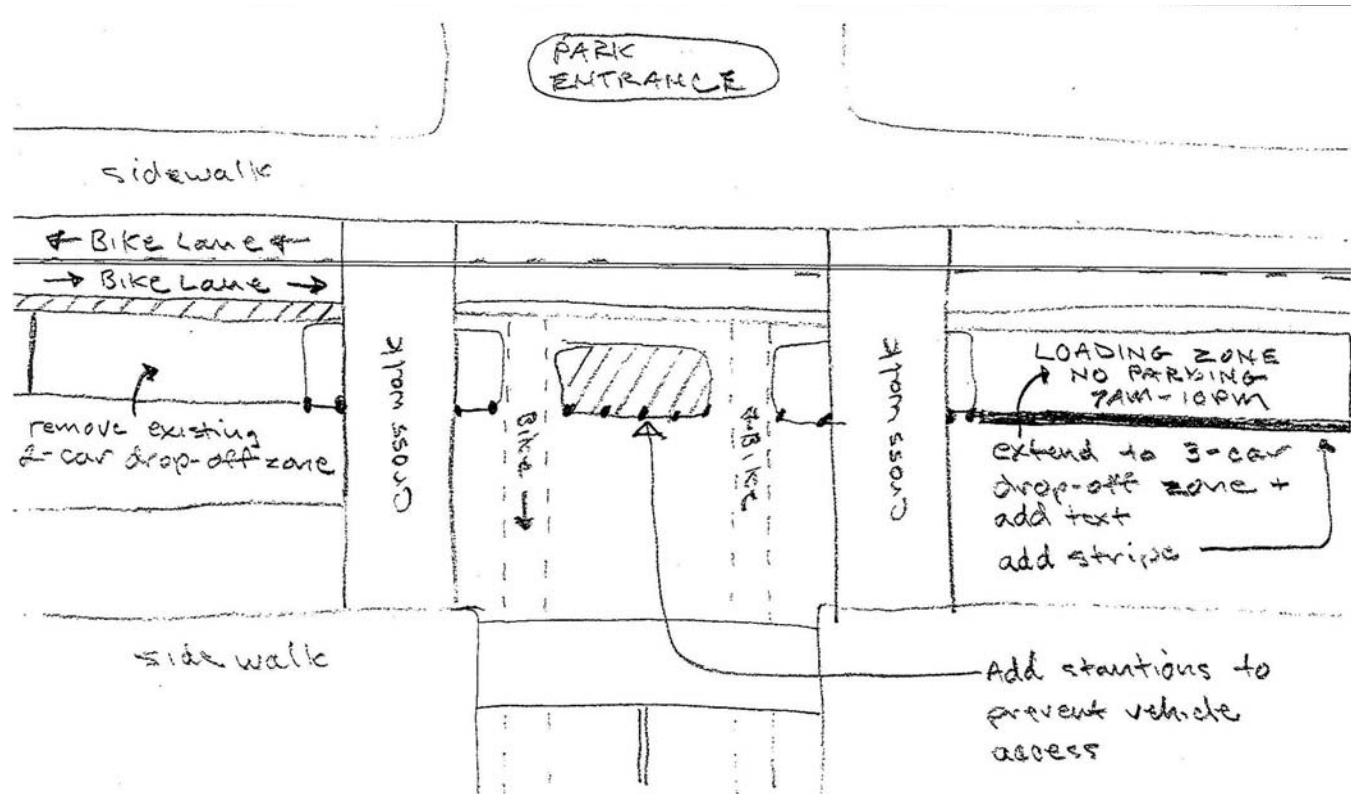 PARK
ENTRANCE
sidewalk
← BIKE LANE ←
→ BIKE LANE →
CROSS WALK
CROSS WALK
BIKE →
← BIKE
LOADING ZONE
NO PARKING
7AM-10PM
remove existing
2-car drop-off zone
extend to 3-car
drop-off zone +
add text
add stripe
sidewalk
Add stantions to
prevent vehicle
access